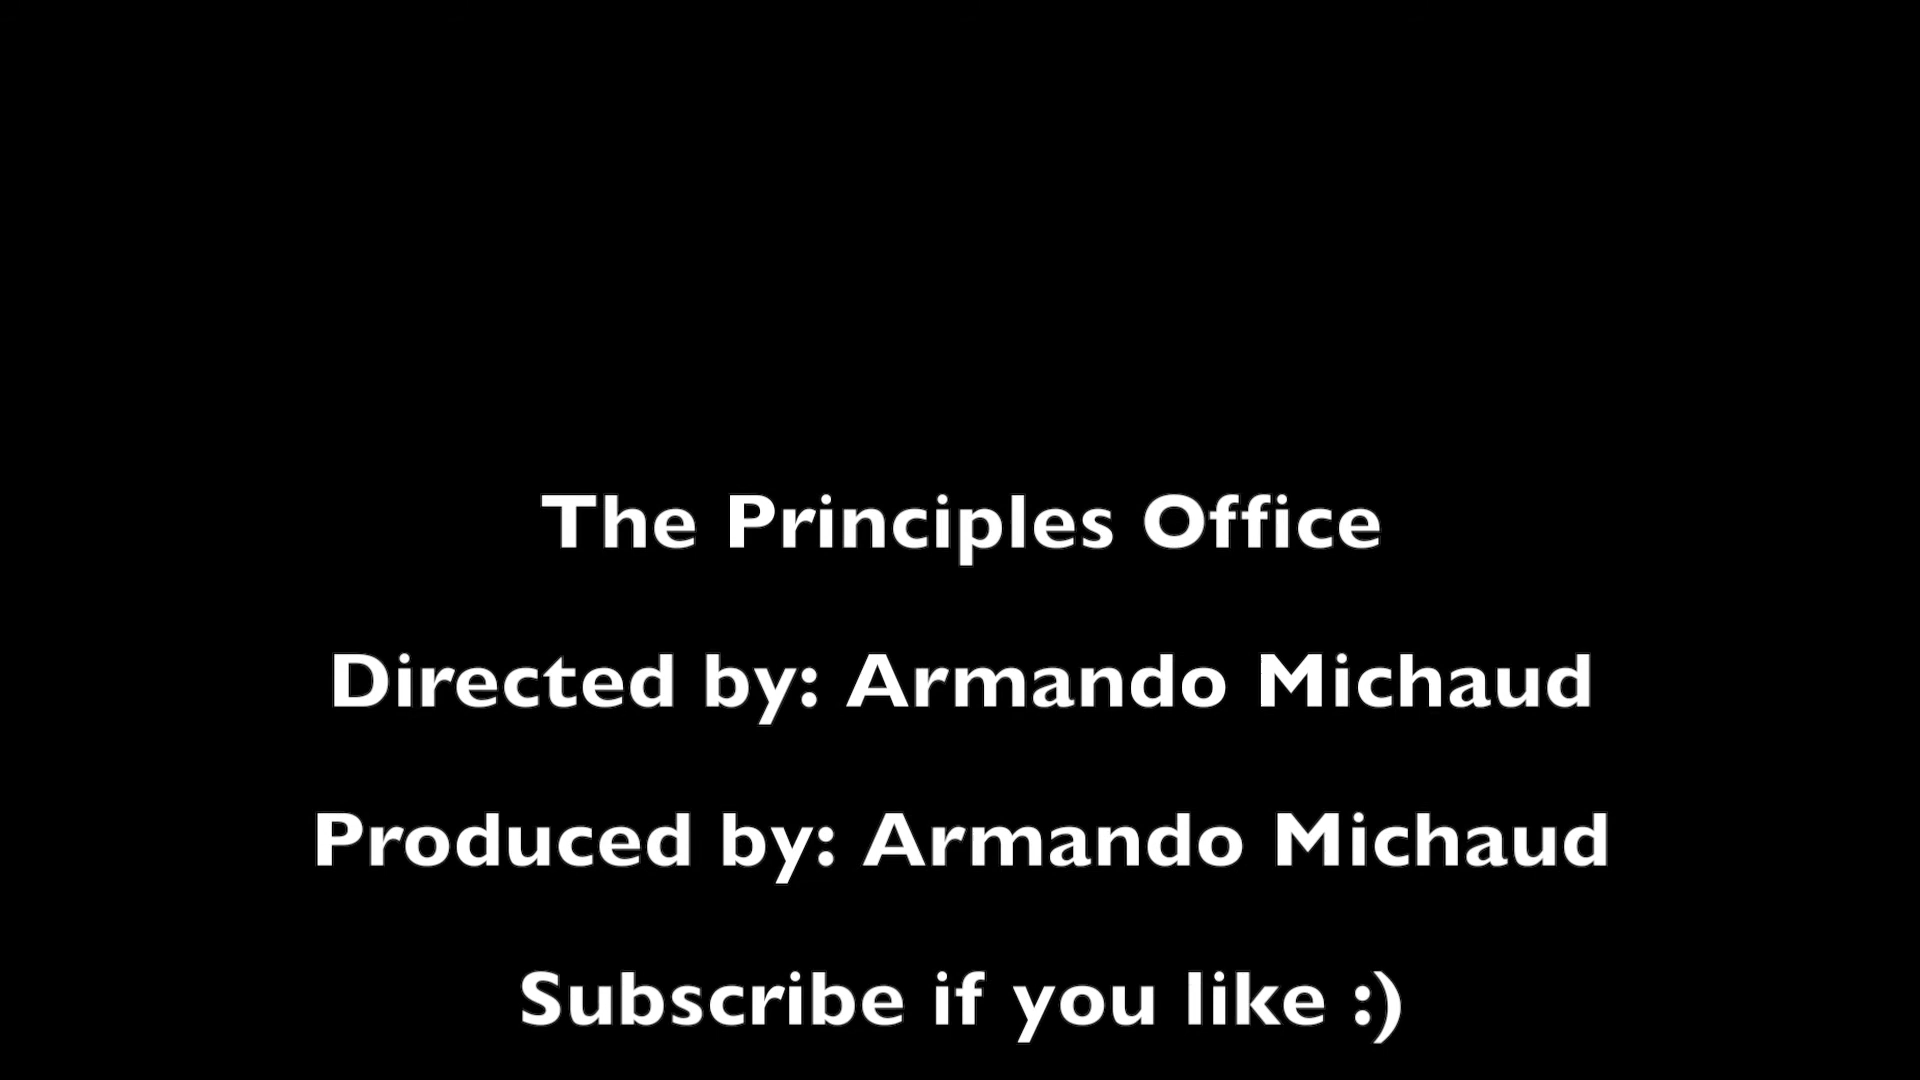 The Principles Office
Directed by: Armando Michaud
Produced by: Armando Michaud
Subscribe if you like :)